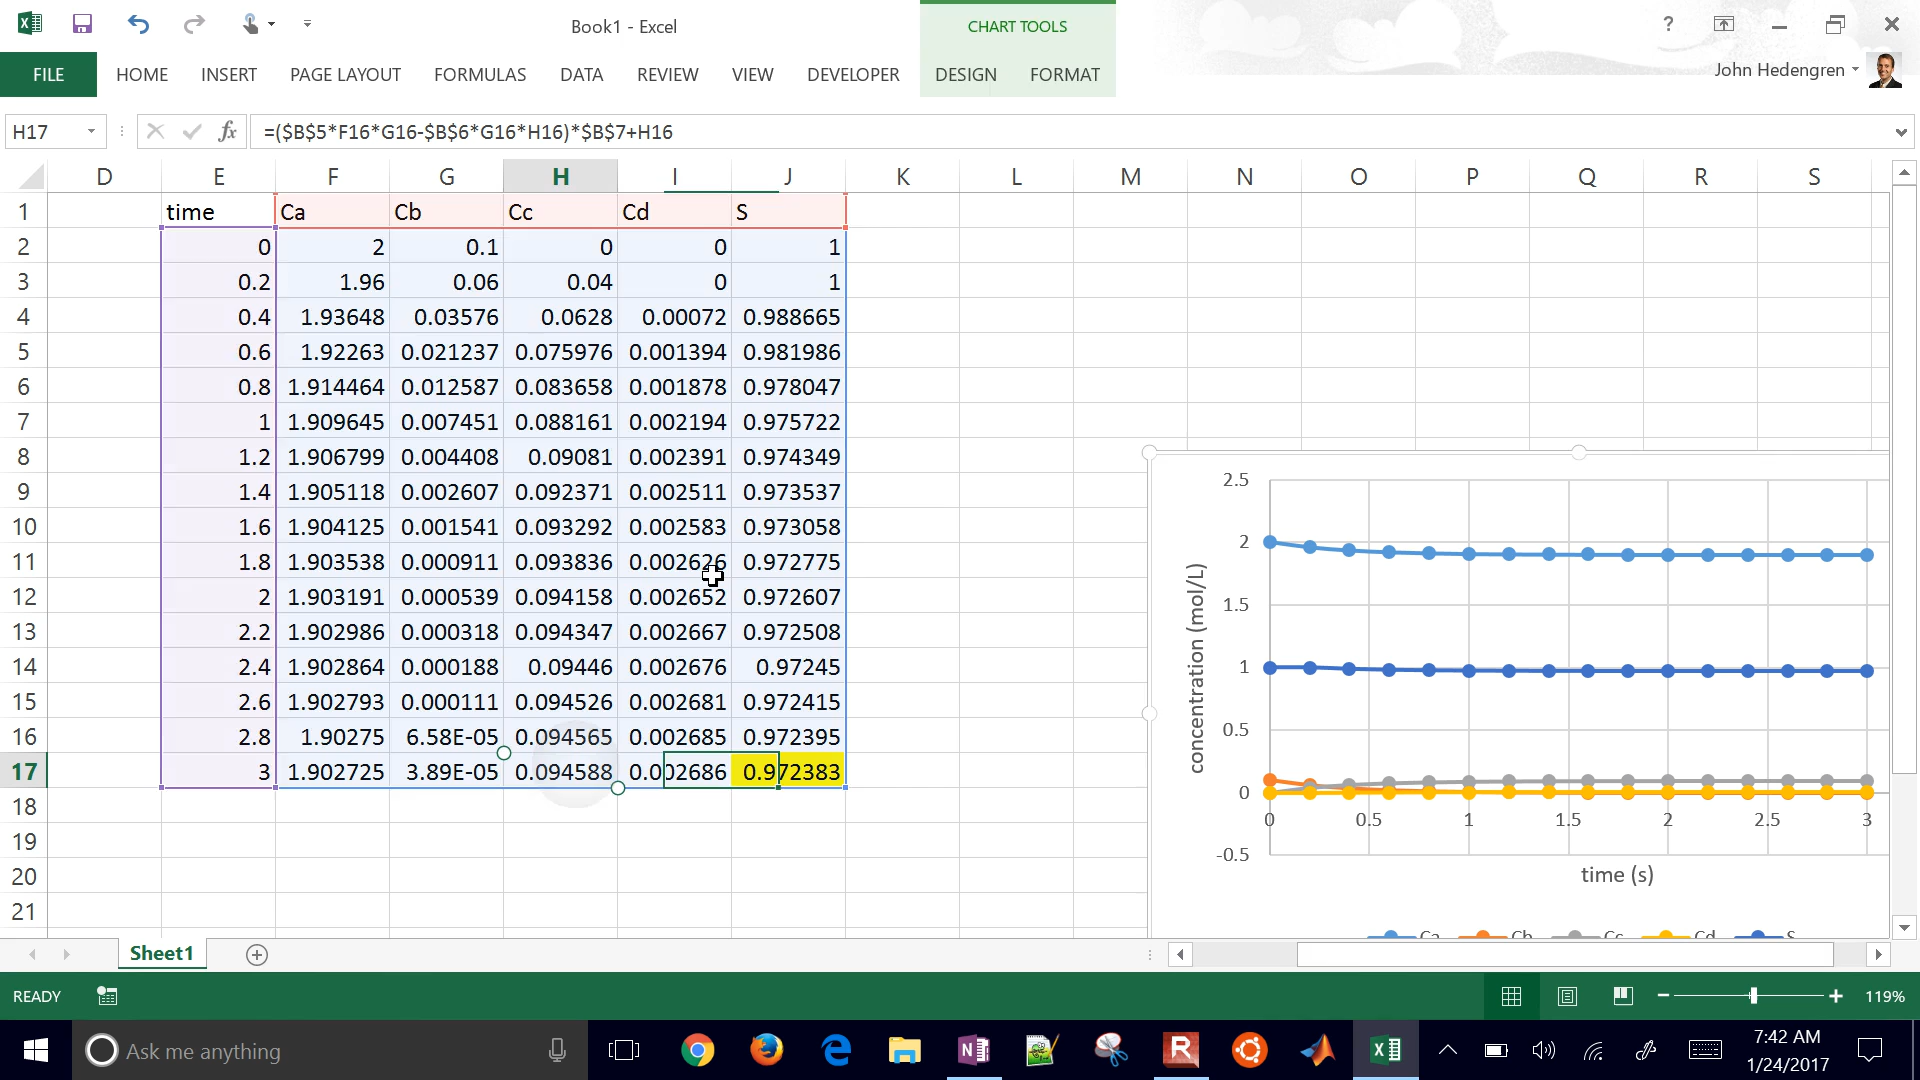 Book1 - Excel
CHART TOOLS
?
FILE HOME INSERT PAGE LAYOUT FORMULAS DATA REVIEW VIEW DEVELOPER DESIGN FORMAT John Hedengren
H17 fx =($B$5*F16*G16-$B$6*G16*H16)*$B$7+H16
D E F G H I J K L M N O P Q R S
1 time Ca Cb Cc Cd S
2 0 2 0.1 0 0 1
3 0.2 1.96 0.06 0.04 0 1
4 0.4 1.93648 0.03576 0.0628 0.00072 0.988665
5 0.6 1.92263 0.021237 0.075976 0.001394 0.981986
6 0.8 1.914464 0.012587 0.083658 0.001878 0.978047
7 1 1.909645 0.007451 0.088161 0.002194 0.975722
8 1.2 1.906799 0.004408 0.09081 0.002391 0.974349
9 1.4 1.905118 0.002607 0.092371 0.002511 0.973537
10 1.6 1.904125 0.001541 0.093292 0.002583 0.973058
11 1.8 1.903538 0.000911 0.093836 0.002626 0.972775
12 2 1.903191 0.000539 0.094158 0.002652 0.972607
13 2.2 1.902986 0.000318 0.094347 0.002667 0.972508
14 2.4 1.902864 0.000188 0.09446 0.002676 0.97245
15 2.6 1.902793 0.000111 0.094526 0.002681 0.972415
16 2.8 1.90275 6.58E-05 0.094565 0.002685 0.972395
17 3 1.902725 3.89E-05 0.094588 0.002686 0.972383
18
19
20
21
2.5
2
1.5
1
0.5
0
-0.5
concentration (mol/L)
0 0.5 1 1.5 2 2.5 3
time (s)
Ca Cb Cc Cd S
Sheet1
READY 119%
Ask me anything
7:42 AM
1/24/2017